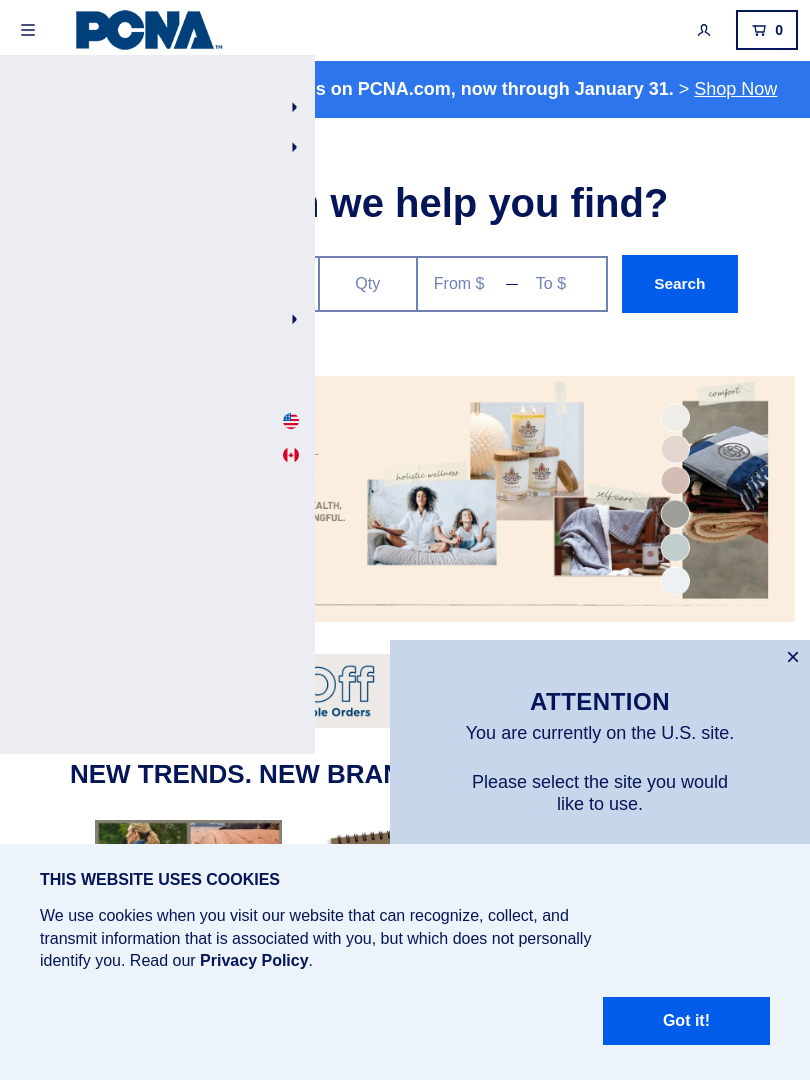 PCNA™
0
s on PCNA.com, now through January 31. > Shop Now
we help you find?
Qty
From $
—
To $
Search
comfort
holistic wellness
self care
Off
NEW TRENDS. NEW BRAN
×
ATTENTION
You are currently on the U.S. site.
Please select the site you would
like to use.
THIS WEBSITE USES COOKIES
We use cookies when you visit our website that can recognize, collect, and
transmit information that is associated with you, but which does not personally
identify you. Read our Privacy Policy.
Got it!